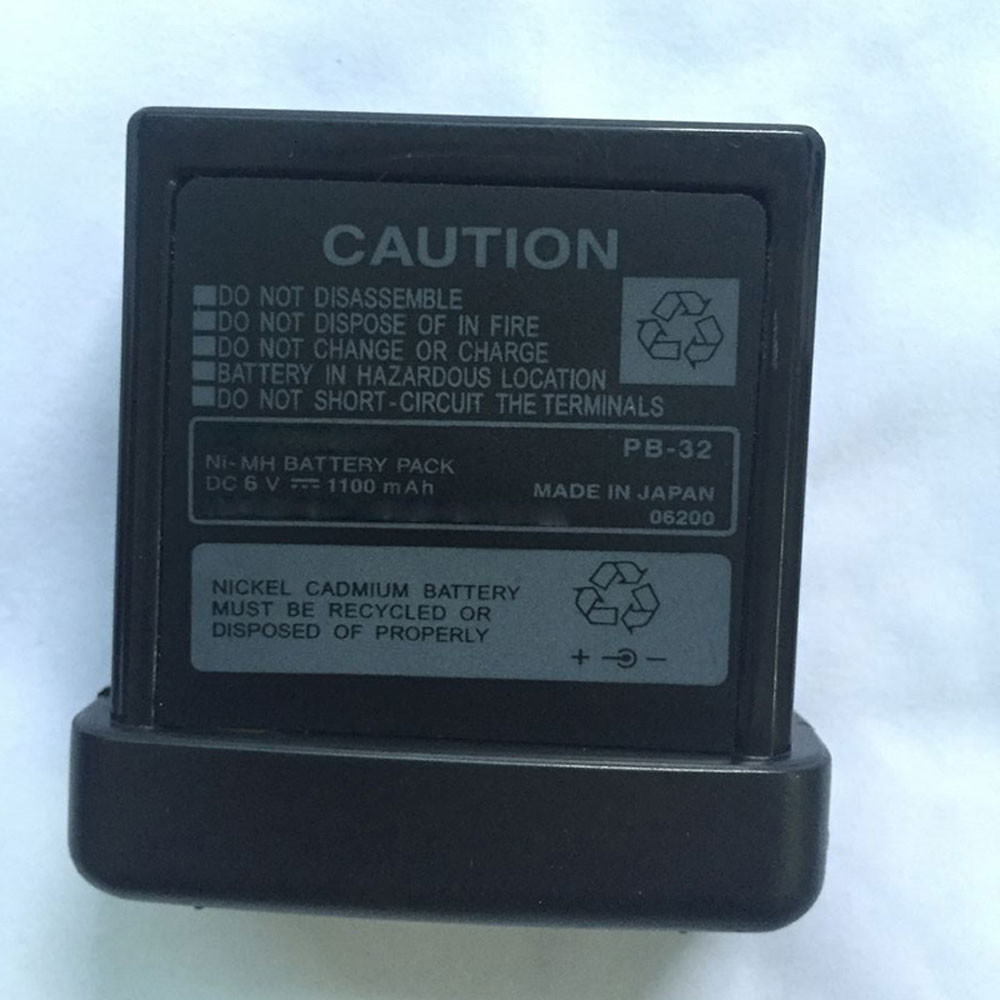 CAUTION
DO NOT DISASSEMBLE
DO NOT DISPOSE OF IN FIRE
DO NOT CHANGE OR CHARGE
BATTERY IN HAZARDOUS LOCATION
DO NOT SHORT-CIRCUIT THE TERMINALS
PB-32
Ni-MH BATTERY PACK
DC 6 V ⎓ 1100 mAh
MADE IN JAPAN
06200
NICKEL CADMIUM BATTERY
MUST BE RECYCLED OR
DISPOSED OF PROPERLY
+ −